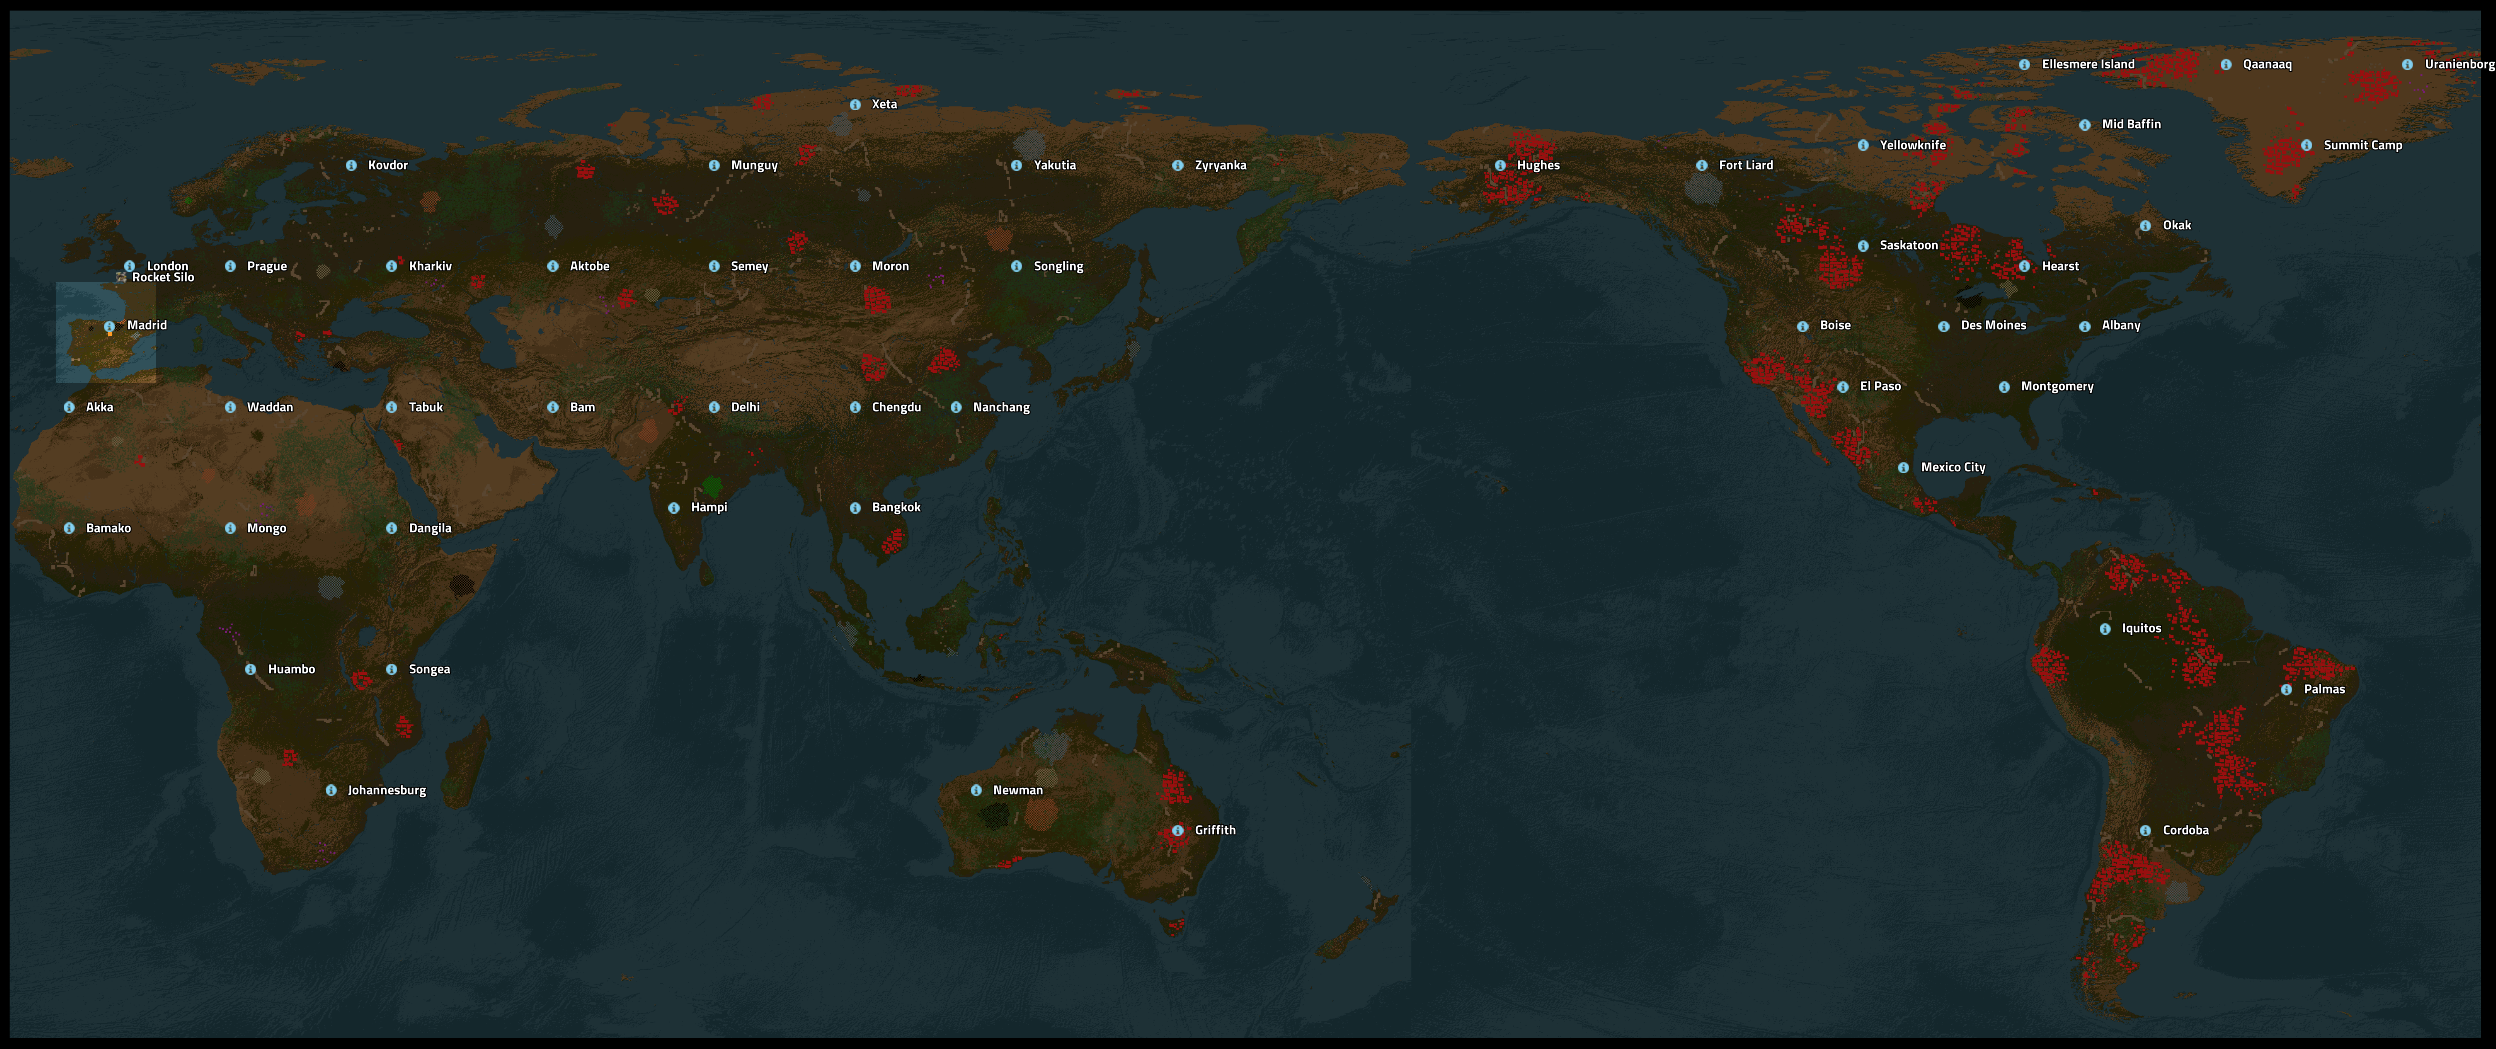 Ellesmere Island
Qaanaaq
Uranienborg
Xeta
Mid Baffin
Yellowknife
Summit Camp
Kovdor
Munguy
Yakutia
Zyryanka
Hughes
Fort Liard
Okak
Saskatoon
London
Prague
Kharkiv
Aktobe
Semey
Moron
Songling
Hearst
Rocket Silo
Madrid
Boise
Des Moines
Albany
El Paso
Montgomery
Akka
Waddan
Tabuk
Bam
Delhi
Chengdu
Nanchang
Mexico City
Hampi
Bangkok
Bamako
Mongo
Dangila
Iquitos
Huambo
Songea
Palmas
Johannesburg
Newman
Griffith
Cordoba